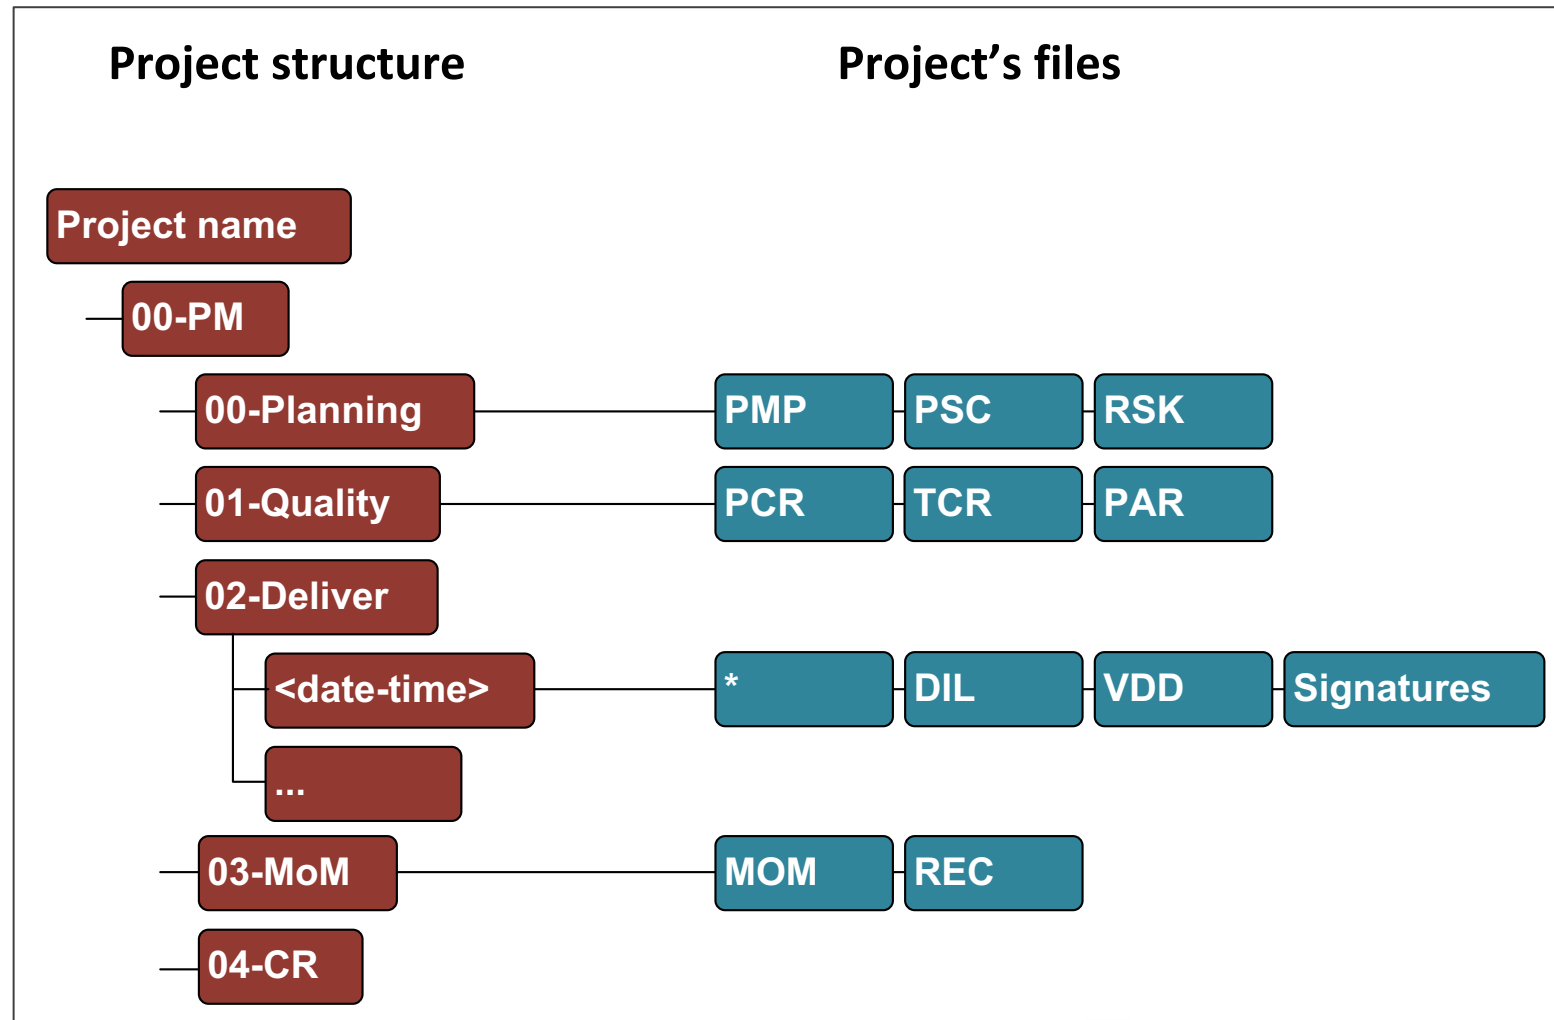 Project structure
Project's files
Project name
00-PM
00-Planning
PMP
PSC
RSK
01-Quality
PCR
TCR
PAR
02-Deliver
<date-time>
*
DIL
VDD
Signatures
...
03-MoM
MOM
REC
04-CR